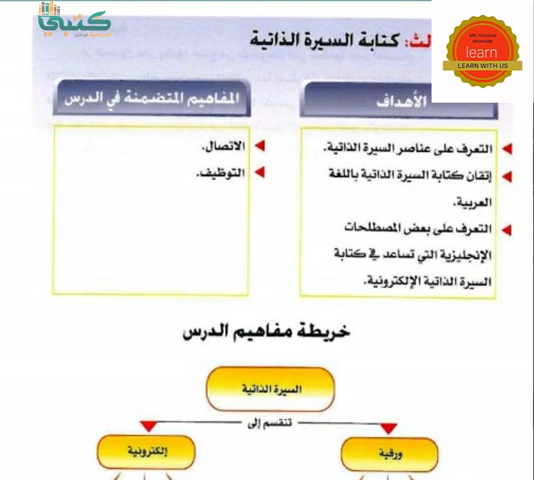 كتبي
لث: كتابة السيرة الذاتية
learn
LEARN WITH US
الأهداف
التعرف على عناصر السيرة الذاتية.
إتقان كتابة السيرة الذاتية باللغة
العربية.
التعرف على بعض المصطلحات
الإنجليزية التي تساعد في كتابة
السيرة الذاتية الإلكترونية.
المفاهيم المتضمنة في الدرس
الاتصال.
التوظيف.
خريطة مفاهيم الدرس
السيرة الذاتية
تنقسم إلى
ورقية
إلكترونية